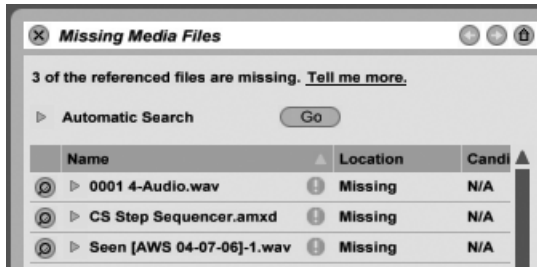 Missing Media Files
3 of the referenced files are missing. Tell me more.
Automatic Search Go
Name Location Candi
0001 4-Audio.wav Missing N/A
CS Step Sequencer.amxd Missing N/A
Seen [AWS 04-07-06]-1.wav Missing N/A